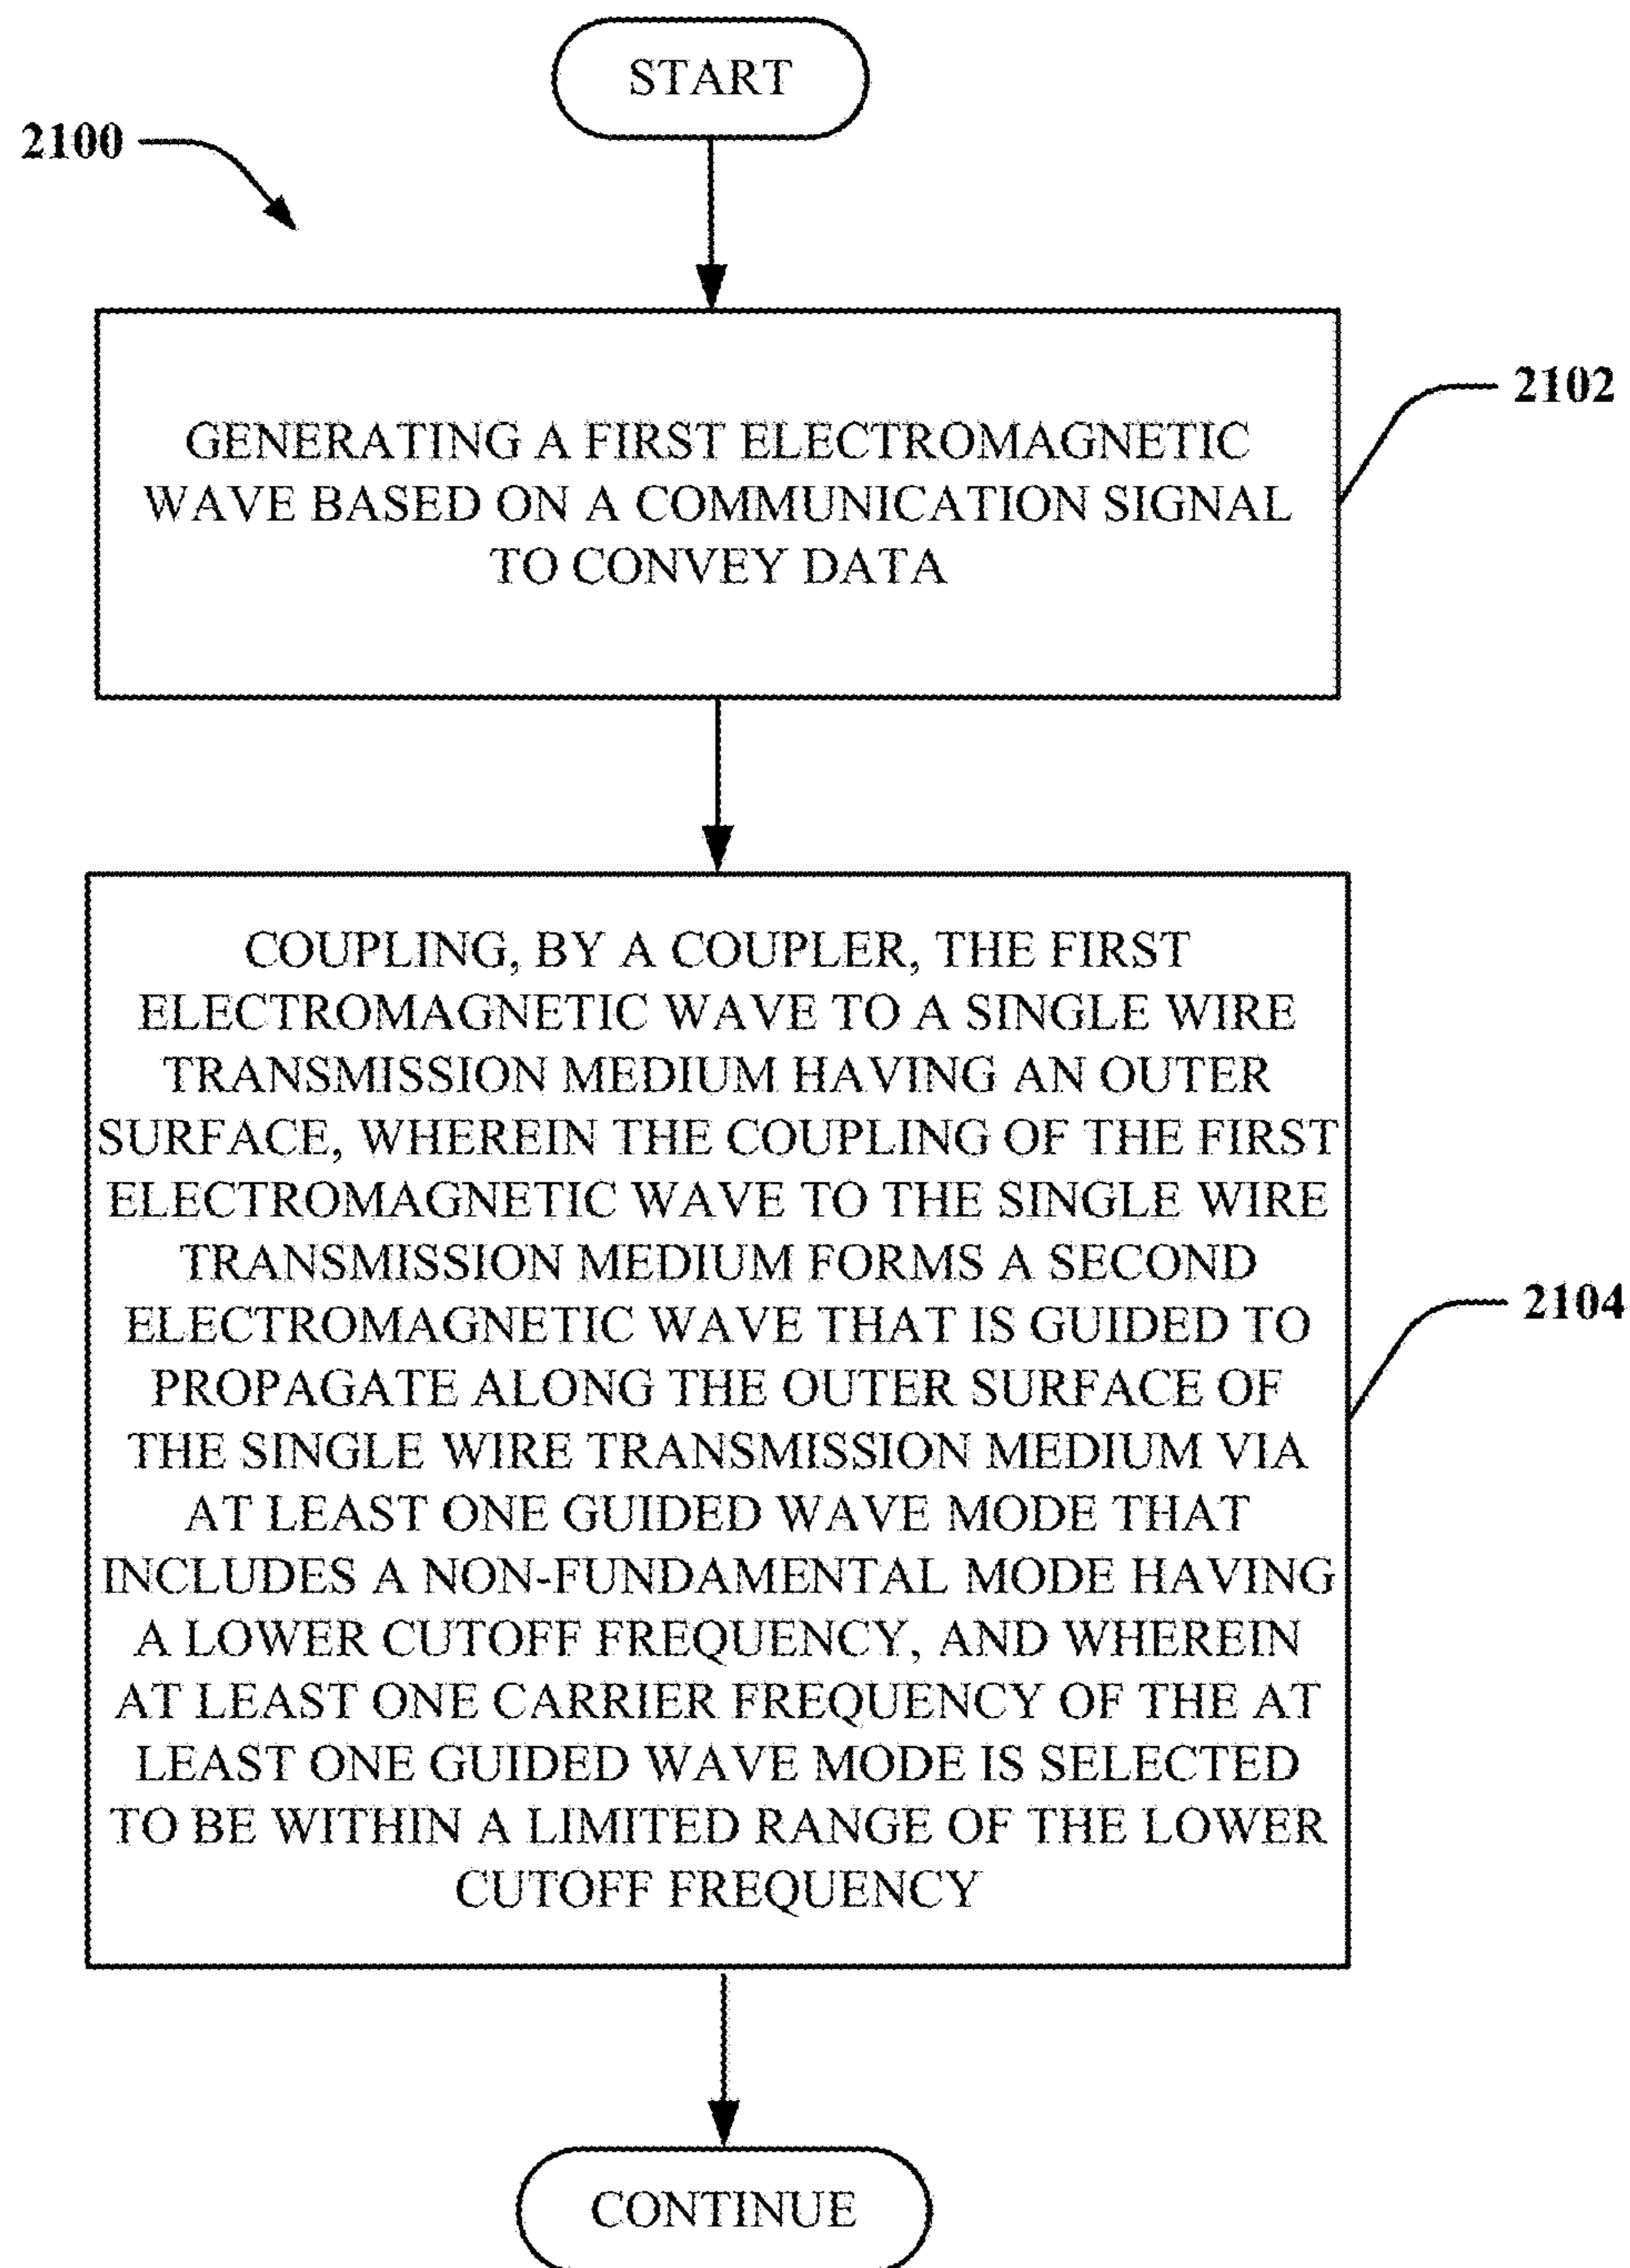 START
2100
GENERATING A FIRST ELECTROMAGNETIC
WAVE BASED ON A COMMUNICATION SIGNAL
TO CONVEY DATA
2102
COUPLING, BY A COUPLER, THE FIRST
ELECTROMAGNETIC WAVE TO A SINGLE WIRE
TRANSMISSION MEDIUM HAVING AN OUTER
SURFACE, WHEREIN THE COUPLING OF THE FIRST
ELECTROMAGNETIC WAVE TO THE SINGLE WIRE
TRANSMISSION MEDIUM FORMS A SECOND
ELECTROMAGNETIC WAVE THAT IS GUIDED TO
PROPAGATE ALONG THE OUTER SURFACE OF
THE SINGLE WIRE TRANSMISSION MEDIUM VIA
AT LEAST ONE GUIDED WAVE MODE THAT
INCLUDES A NON-FUNDAMENTAL MODE HAVING
A LOWER CUTOFF FREQUENCY, AND WHEREIN
AT LEAST ONE CARRIER FREQUENCY OF THE AT
LEAST ONE GUIDED WAVE MODE IS SELECTED
TO BE WITHIN A LIMITED RANGE OF THE LOWER
CUTOFF FREQUENCY
2104
CONTINUE